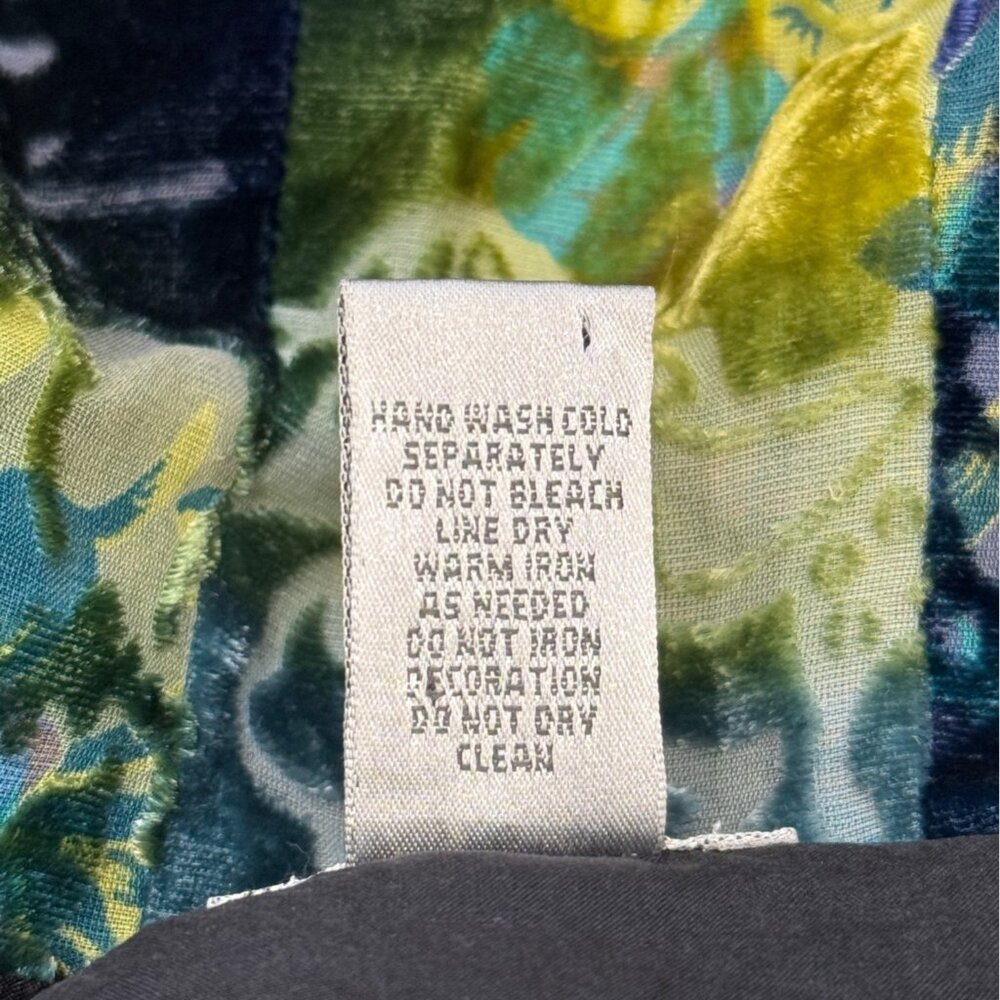 HAND WASH COLD
SEPARATELY
DO NOT BLEACH
LINE DRY
WARM IRON
AS NEEDED
DO NOT IRON
DECORATION
DO NOT DRY
CLEAN